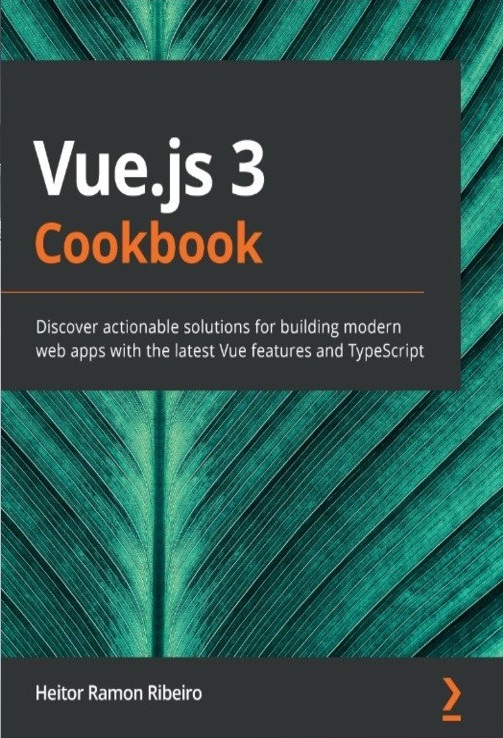 Vue.js 3
Cookbook
Discover actionable solutions for building modern
web apps with the latest Vue features and TypeScript
Heitor Ramon Ribeiro